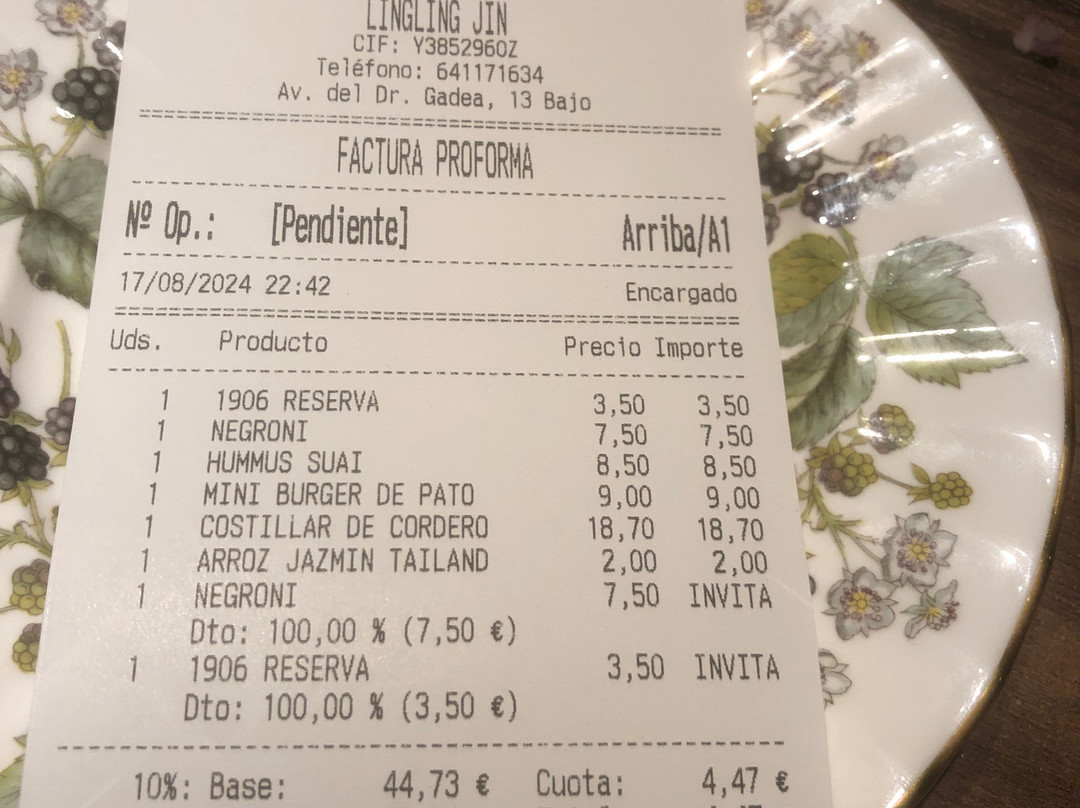 LINGLING JIN
CIF: Y3852960Z
Teléfono: 641171634
Av. del Dr. Gadea, 13 Bajo
FACTURA PROFORMA
Nº Op.: [Pendiente] Arriba/A1
17/08/2024 22:42 Encargado
Uds. Producto Precio Importe
1 1906 RESERVA 3,50 3,50
1 NEGRONI 7,50 7,50
1 HUMMUS SUAI 8,50 8,50
1 MINI BURGER DE PATO 9,00 9,00
1 COSTILLAR DE CORDERO 18,70 18,70
1 ARROZ JAZMIN TAILAND 2,00 2,00
1 NEGRONI 7,50 INVITA
Dto: 100,00 % (7,50 €)
1 1906 RESERVA 3,50 INVITA
Dto: 100,00 % (3,50 €)
10%: Base: 44,73 € Cuota: 4,47 €